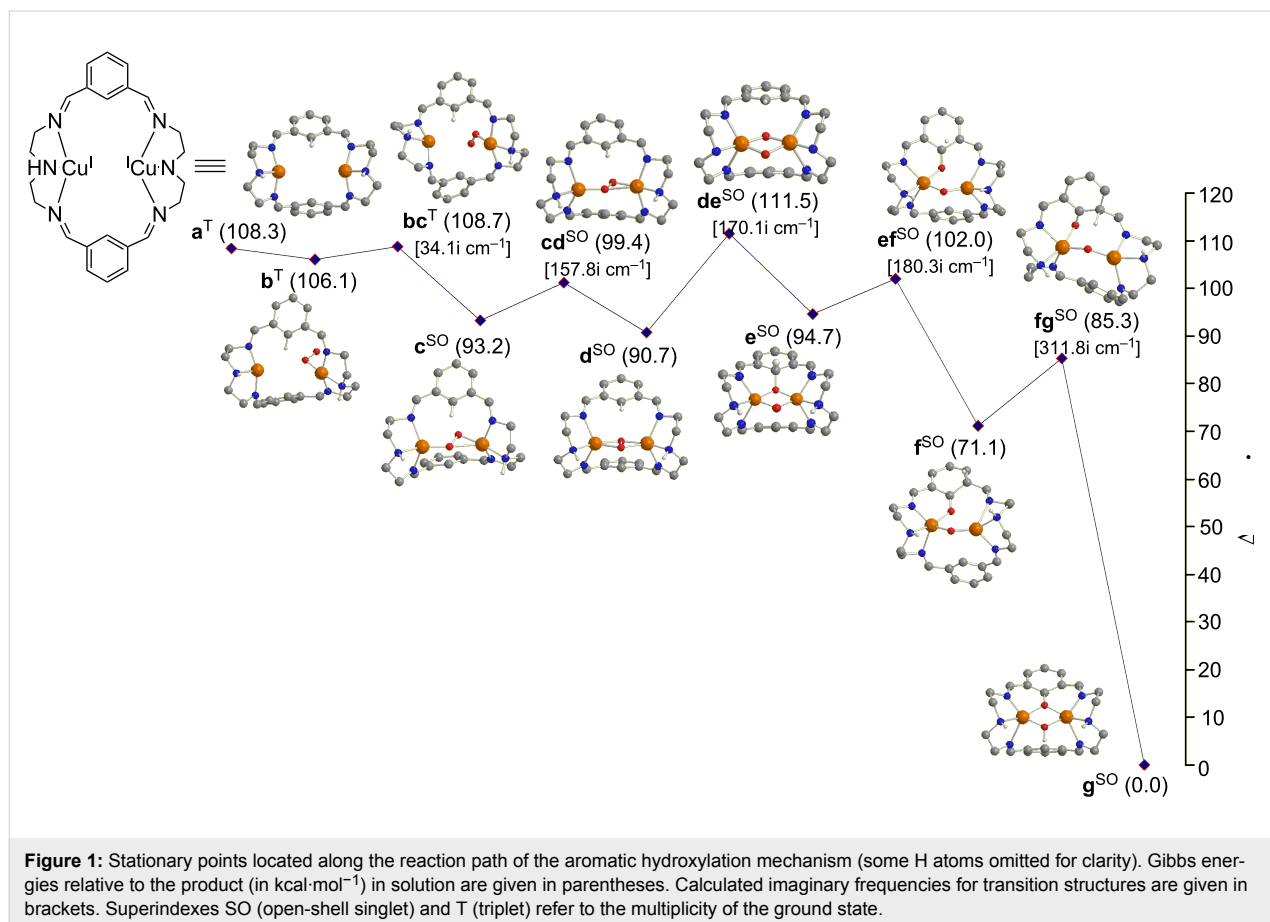 N
N
HN
Cu^I
^ICu
N
N
N
a^T (108.3)
b^T (106.1)
bc^T (108.7)
[34.1i cm^−1]
c^SO (93.2)
cd^SO (99.4)
[157.8i cm^−1]
d^SO (90.7)
de^SO (111.5)
[170.1i cm^−1]
e^SO (94.7)
ef^SO (102.0)
[180.3i cm^−1]
f^SO (71.1)
fg^SO (85.3)
[311.8i cm^−1]
g^SO (0.0)
120
110
100
90
80
70
60
50
40
30
20
10
0
Figure 1: Stationary points located along the reaction path of the aromatic hydroxylation mechanism (some H atoms omitted for clarity). Gibbs ener-
gies relative to the product (in kcal·mol^−1) in solution are given in parentheses. Calculated imaginary frequencies for transition structures are given in
brackets. Superindexes SO (open-shell singlet) and T (triplet) refer to the multiplicity of the ground state.